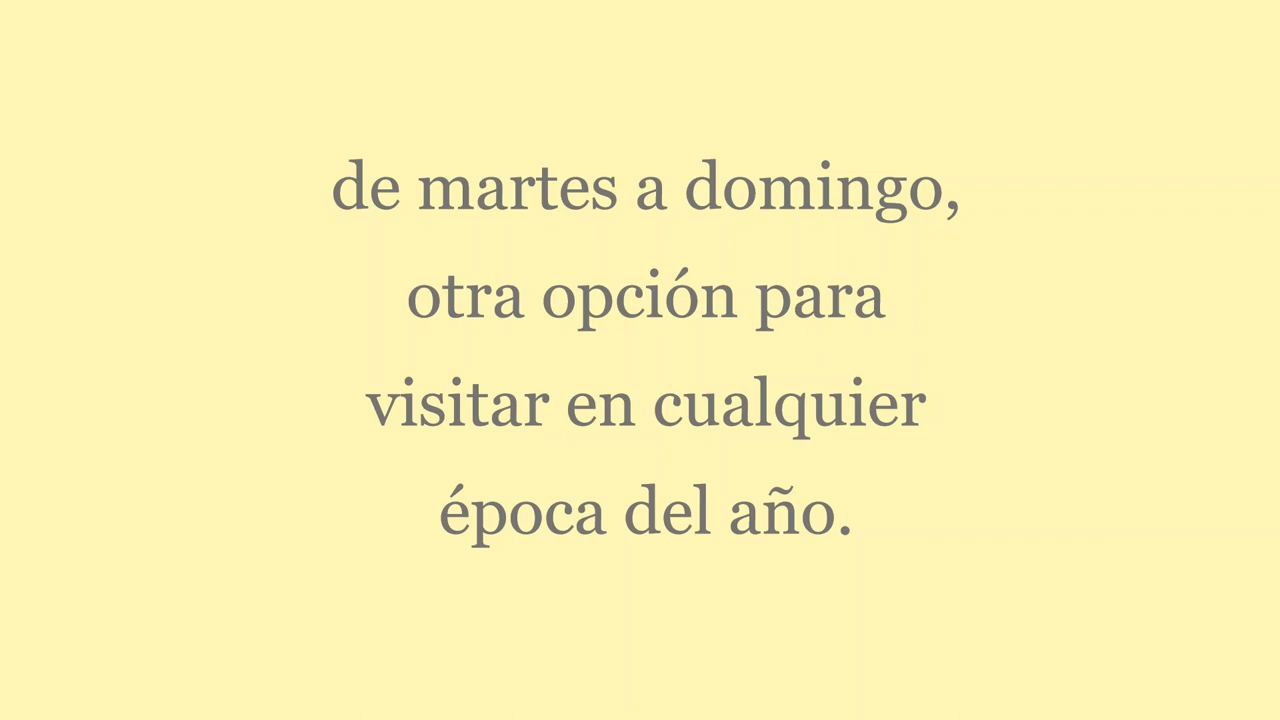 de martes a domingo,
otra opción para
visitar en cualquier
época del año.